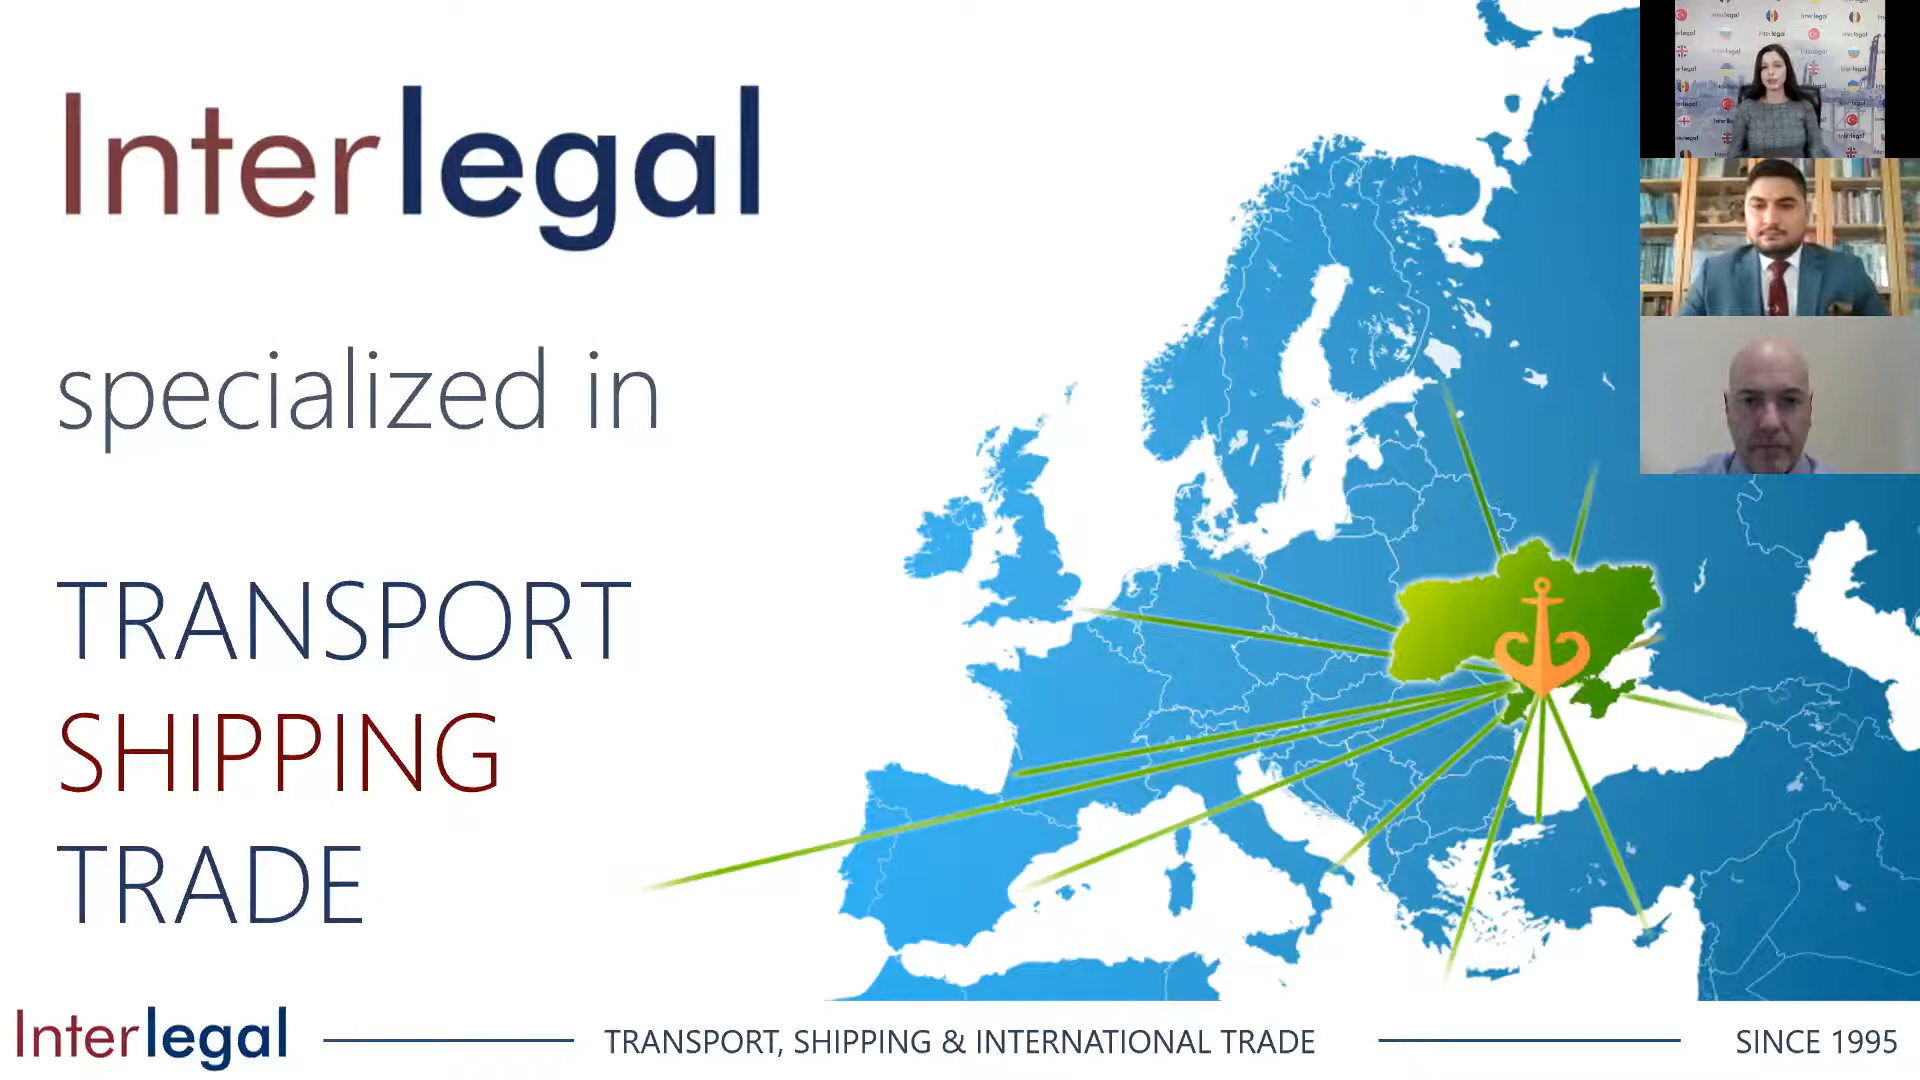 Interlegal
specialized in
TRANSPORT
SHIPPING
TRADE
Interlegal
TRANSPORT, SHIPPING & INTERNATIONAL TRADE
SINCE 1995